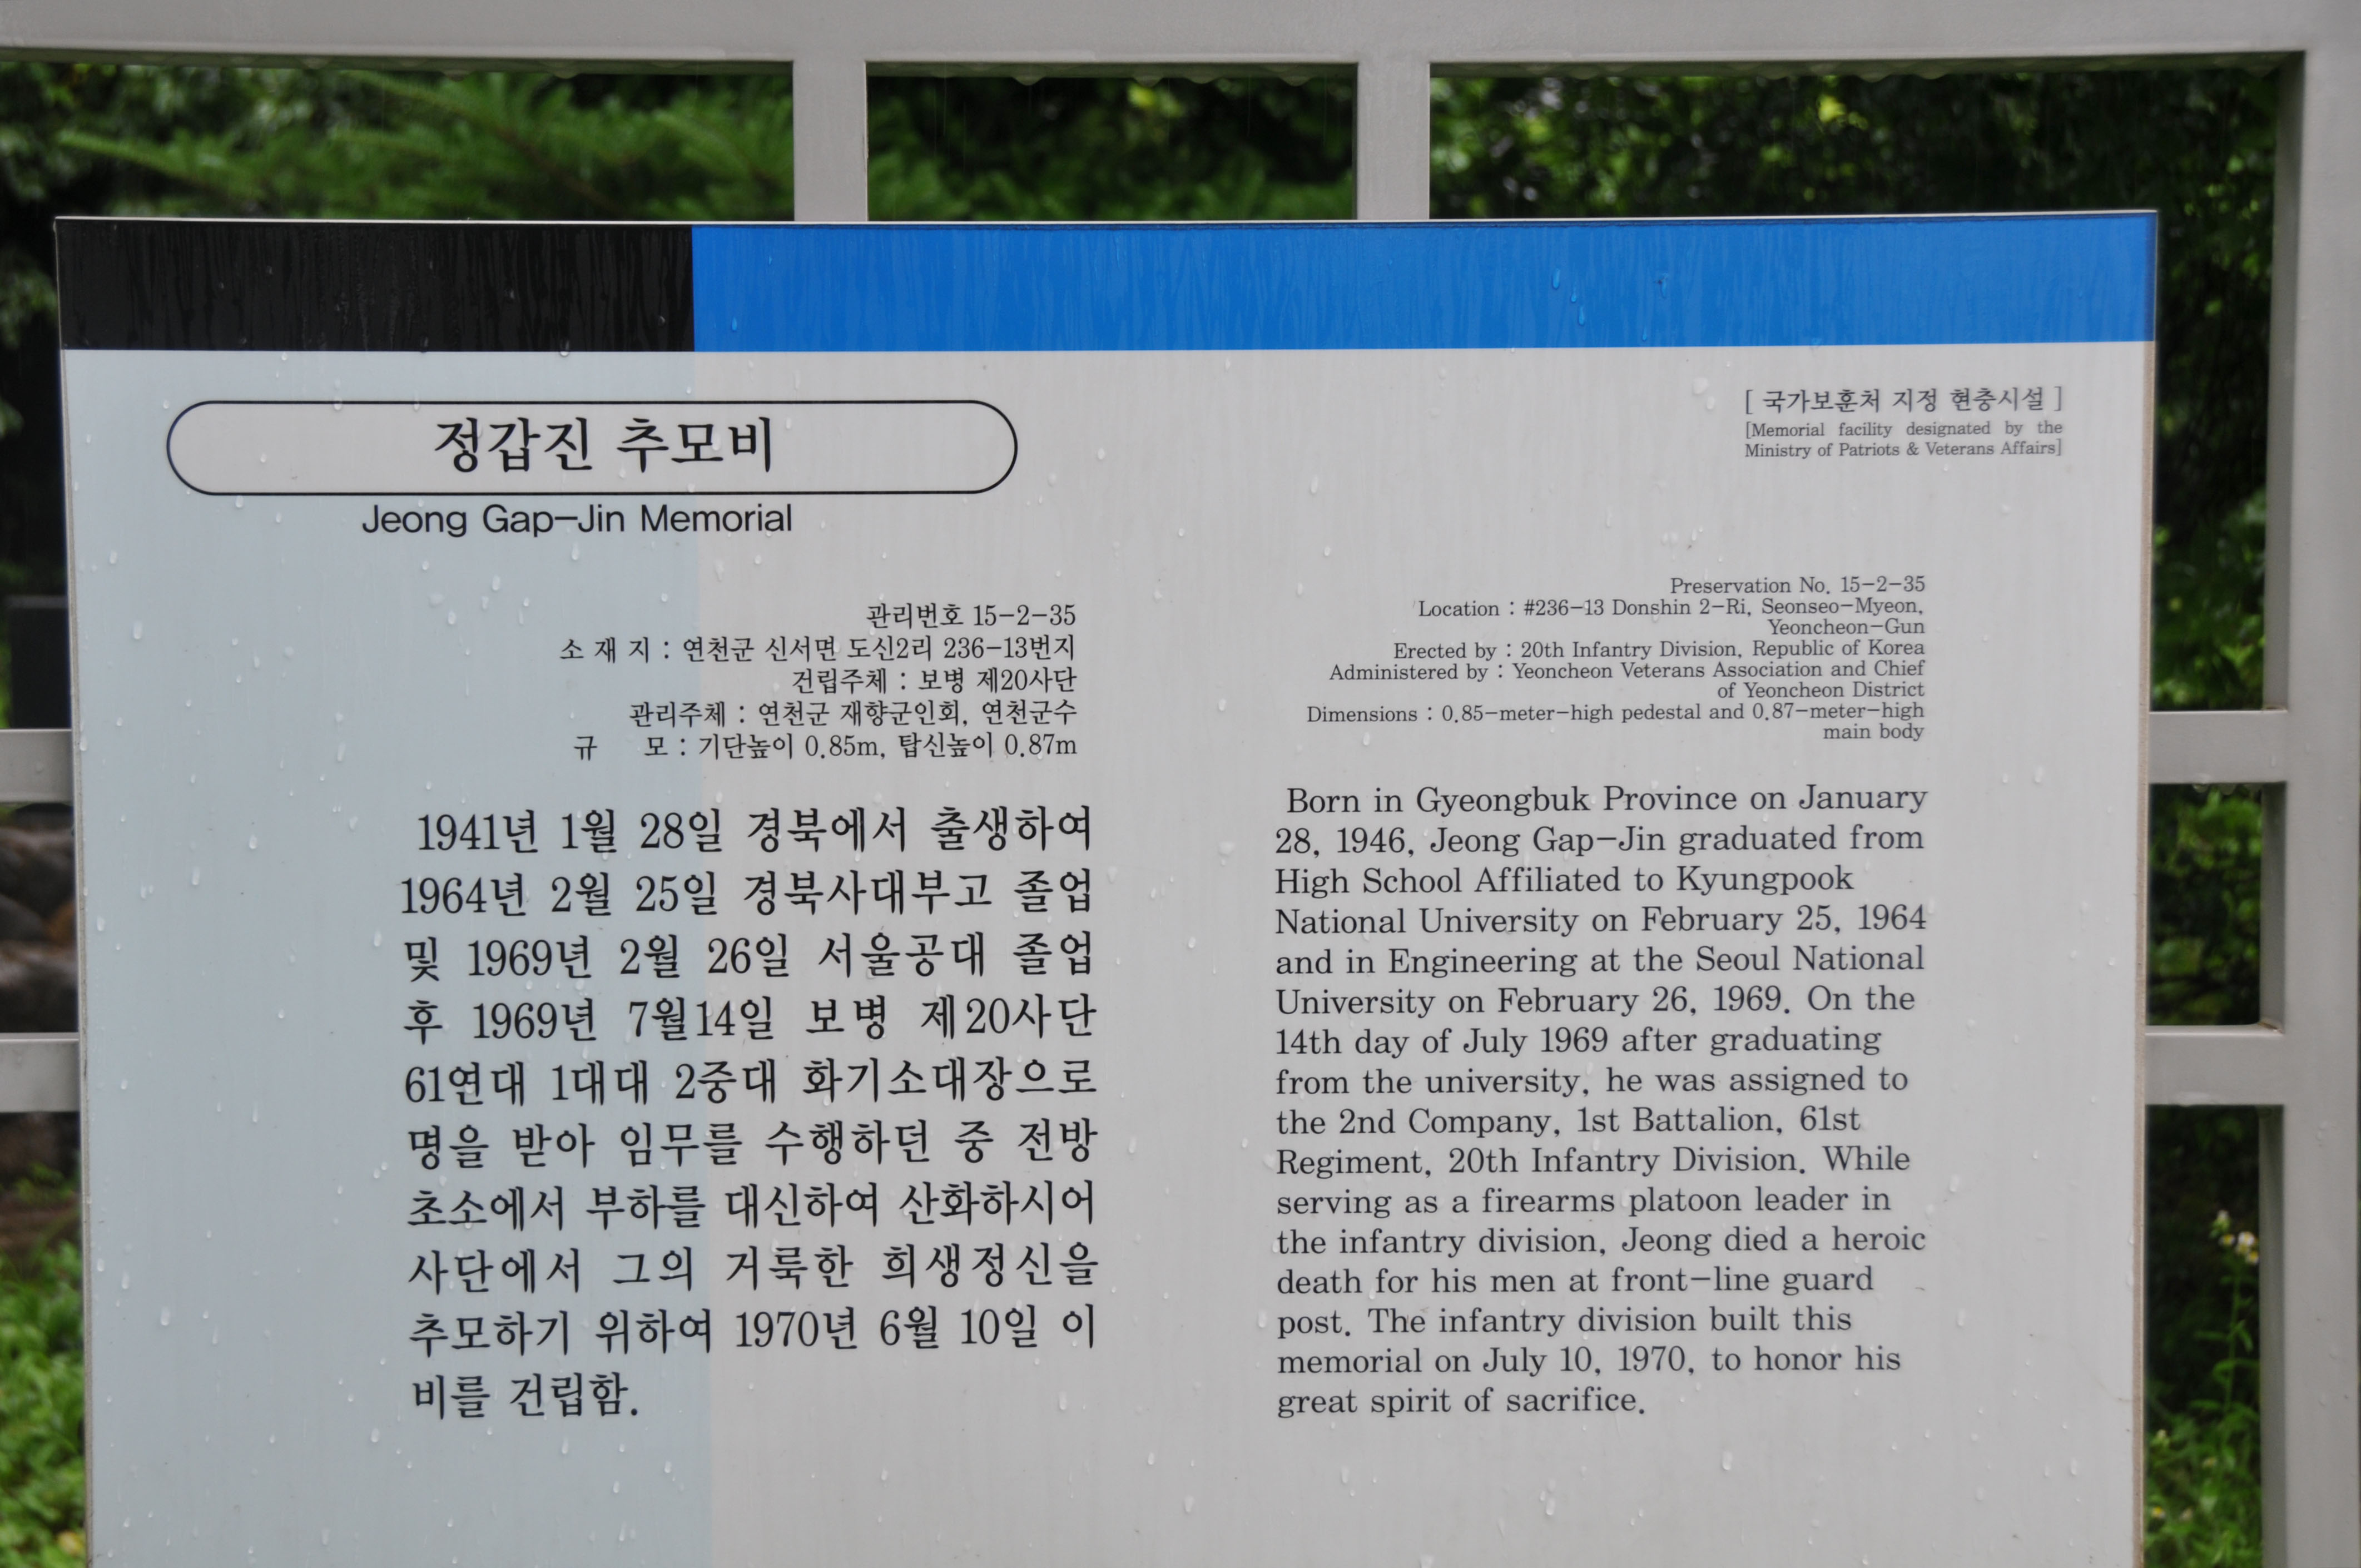 정갑진 추모비
Jeong Gap-Jin Memorial
[ 국가보훈처 지정 현충시설 ]
[Memorial facility designated by the
Ministry of Patriots & Veterans Affairs]
관리번호 15-2-35
소 재 지 : 연천군 신서면 도신2리 236-13번지
건립주체 : 보병 제20사단
관리주체 : 연천군 재향군인회, 연천군수
규 모 : 기단높이 0.85m, 탑신높이 0.87m
1941년 1월 28일 경북에서 출생하여
1964년 2월 25일 경북사대부고 졸업
및 1969년 2월 26일 서울공대 졸업
후 1969년 7월14일 보병 제20사단
61연대 1대대 2중대 화기소대장으로
명을 받아 임무를 수행하던 중 전방
초소에서 부하를 대신하여 산화하시어
사단에서 그의 거룩한 희생정신을
추모하기 위하여 1970년 6월 10일 이
비를 건립함.
Preservation No. 15-2-35
Location : #236-13 Donshin 2-Ri, Seonseo-Myeon,
Yeoncheon-Gun
Erected by : 20th Infantry Division, Republic of Korea
Administered by : Yeoncheon Veterans Association and Chief
of Yeoncheon District
Dimensions : 0.85-meter-high pedestal and 0.87-meter-high
main body
Born in Gyeongbuk Province on January
28, 1946, Jeong Gap-Jin graduated from
High School Affiliated to Kyungpook
National University on February 25, 1964
and in Engineering at the Seoul National
University on February 26, 1969. On the
14th day of July 1969 after graduating
from the university, he was assigned to
the 2nd Company, 1st Battalion, 61st
Regiment, 20th Infantry Division. While
serving as a firearms platoon leader in
the infantry division, Jeong died a heroic
death for his men at front-line guard
post. The infantry division built this
memorial on July 10, 1970, to honor his
great spirit of sacrifice.